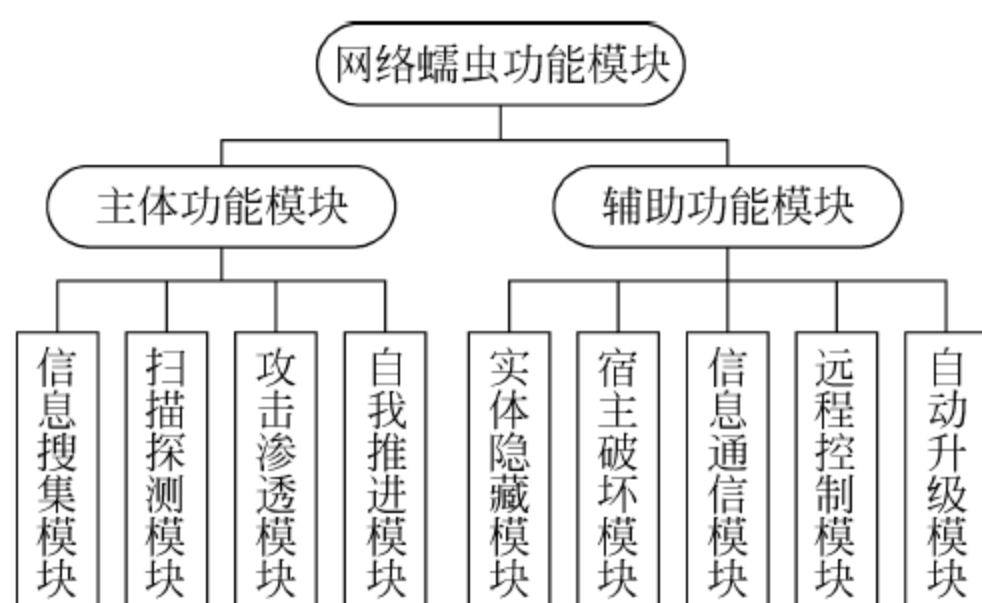 网络蠕虫功能模块
主体功能模块
辅助功能模块
信息搜集模块
扫描探测模块
攻击渗透模块
自我推进模块
实体隐藏模块
宿主破坏模块
信息通信模块
远程控制模块
自动升级模块